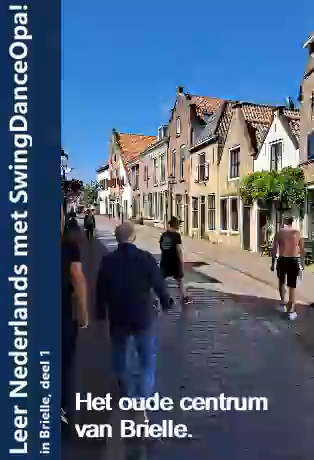 Leer Nederlands met SwingDanceOpa!
in Brielle, deel 1
Het oude centrum
van Brielle.